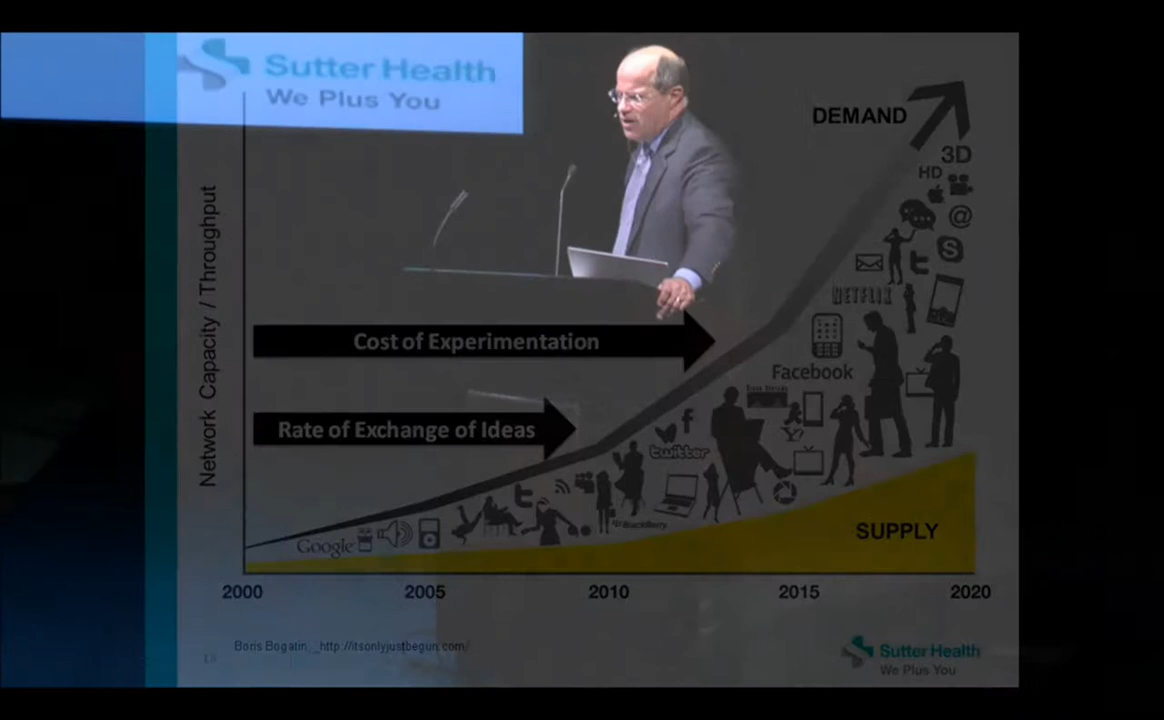 Sutter Health
We Plus You
DEMAND
3D
HD
@
Network Capacity / Throughput
NETFLIX
Cost of Experimentation
Facebook
f
Y!
Rate of Exchange of Ideas
twitter
t
BlackBerry
Google
SUPPLY
2000 2005 2010 2015 2020
Boris Bogatin, _http://itsonlyjustbegun.com/
Sutter Health
We Plus You